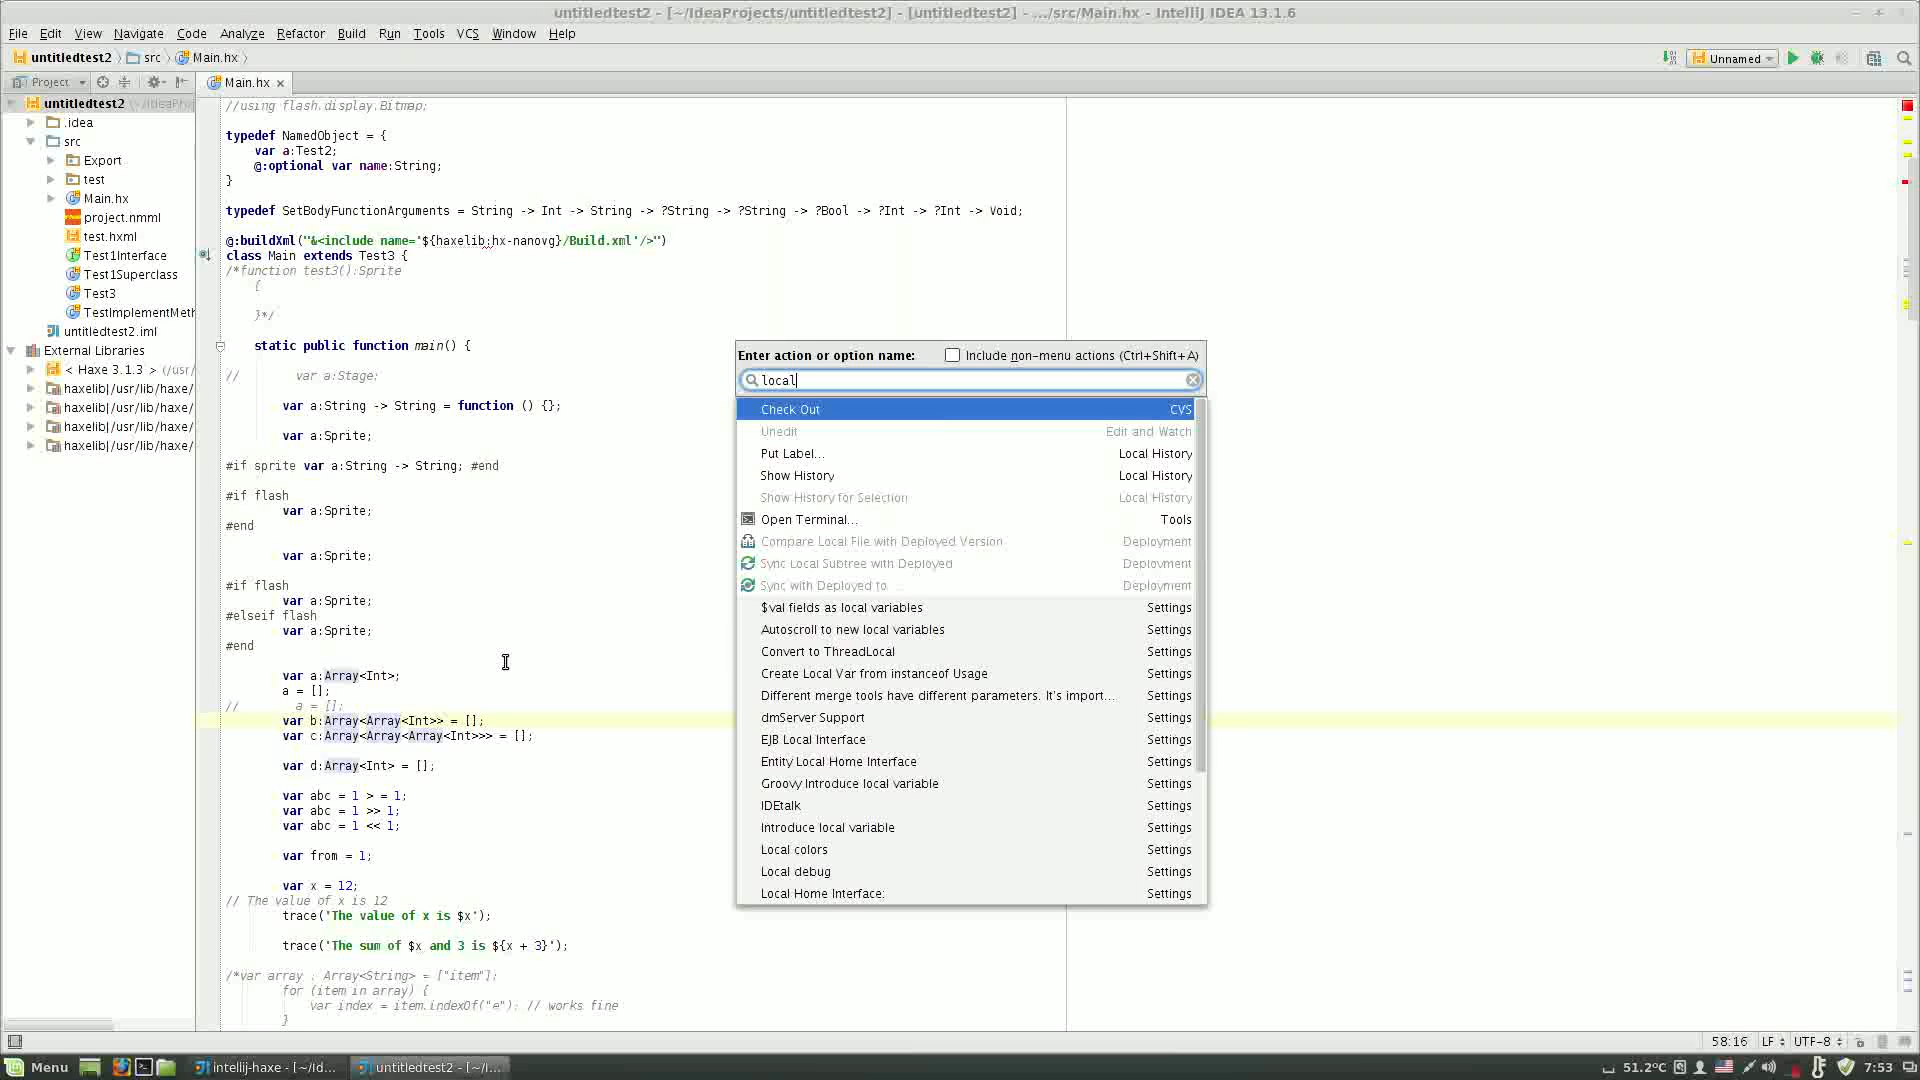 untitledtest2 - [~/IdeaProjects/untitledtest2] - [untitledtest2] - .../src/Main.hx - IntelliJ IDEA 13.1.6
File Edit View Navigate Code Analyze Refactor Build Run Tools VCS Window Help
untitledtest2 src Main.hx
Unnamed
Project
Main.hx
untitledtest2 (~/IdeaPro
.idea
src
Export
test
Main.hx
project.nmml
test.hxml
Test1Interface
Test1Superclass
Test3
TestImplementMeth
untitledtest2.iml
External Libraries
< Haxe 3.1.3 > (/usr/
haxelib|/usr/lib/haxe/
haxelib|/usr/lib/haxe/
haxelib|/usr/lib/haxe/
haxelib|/usr/lib/haxe/
//using flash.display.Bitmap;
typedef NamedObject = {
var a:Test2;
@:optional var name:String;
}
typedef SetBodyFunctionArguments = String -> Int -> String -> ?String -> ?String -> ?Bool -> ?Int -> ?Int -> Void;
@:buildXml("&<include name='${haxelib:hx-nanovg}/Build.xml'/>")
class Main extends Test3 {
/*function test3():Sprite
{
}*/
static public function main() {
// var a:Stage;
var a:String -> String = function () {};
var a:Sprite;
#if sprite var a:String -> String; #end
#if flash
var a:Sprite;
#end
var a:Sprite;
#if flash
var a:Sprite;
#elseif flash
var a:Sprite;
#end
var a:Array<Int>;
a = [];
// a = [];
var b:Array<Array<Int>> = [];
var c:Array<Array<Array<Int>>> = [];
var d:Array<Int> = [];
var abc = 1 > = 1;
var abc = 1 >> 1;
var abc = 1 << 1;
var from = 1;
var x = 12;
// The value of x is 12
trace('The value of x is $x');
trace('The sum of $x and 3 is ${x + 3}');
/*var array : Array<String> = ["item"];
for (item in array) {
var index = item.indexOf("e"); // works fine
}
Enter action or option name: Include non-menu actions (Ctrl+Shift+A)
local
Check Out CVS
Unedit Edit and Watch
Put Label... Local History
Show History Local History
Show History for Selection Local History
Open Terminal... Tools
Compare Local File with Deployed Version Deployment
Sync Local Subtree with Deployed Deployment
Sync with Deployed to ... Deployment
$val fields as local variables Settings
Autoscroll to new local variables Settings
Convert to ThreadLocal Settings
Create Local Var from instanceof Usage Settings
Different merge tools have different parameters. It's import... Settings
dmServer Support Settings
EJB Local Interface Settings
Entity Local Home Interface Settings
Groovy Introduce local variable Settings
IDEtalk Settings
Introduce local variable Settings
Local colors Settings
Local debug Settings
Local Home Interface: Settings
58:16 LF UTF-8
Menu intellij-haxe - [~/Id... untitledtest2 - [~/I... 51.2°C 7:53